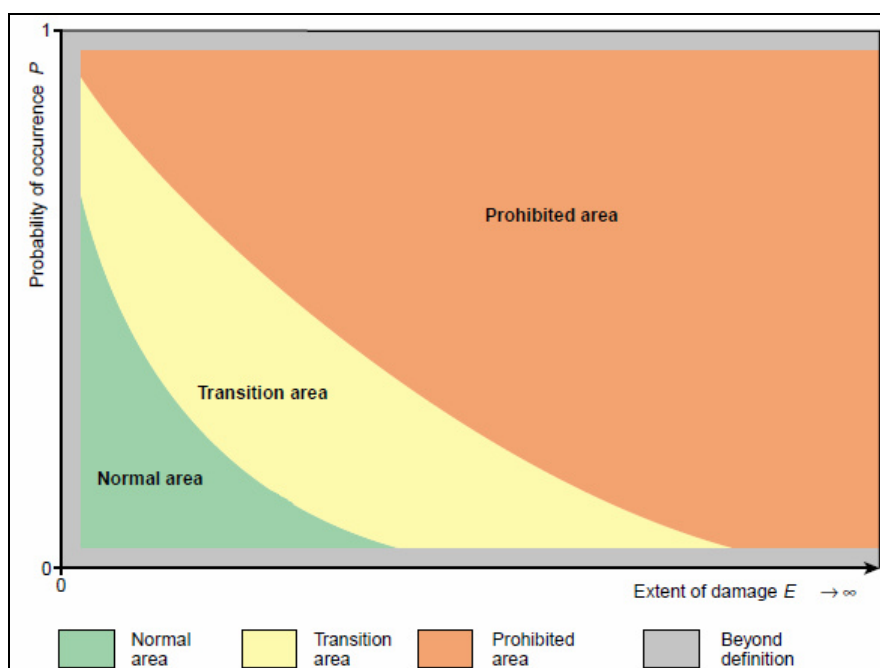 1
Probability of occurrence P
Prohibited area
Transition area
Normal area
0
0
Extent of damage E → ∞
Normal area
Transition area
Prohibited area
Beyond definition